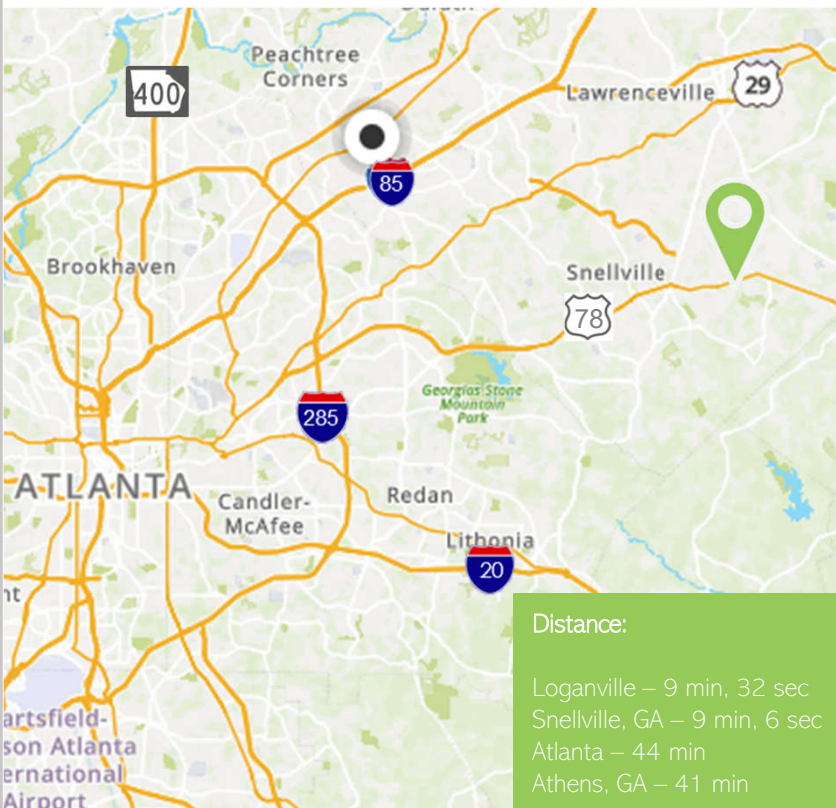 Peachtree
Corners
400
29
Lawrenceville
85
Brookhaven
Snellville
78
Georgias Stone
Mountain
Park
285
ATLANTA
Candler-
McAfee
Redan
Lithonia
20
nt
artsfield-
son Atlanta
ernational
Airport
Distance:
Loganville – 9 min, 32 sec
Snellville, GA – 9 min, 6 sec
Atlanta – 44 min
Athens, GA – 41 min